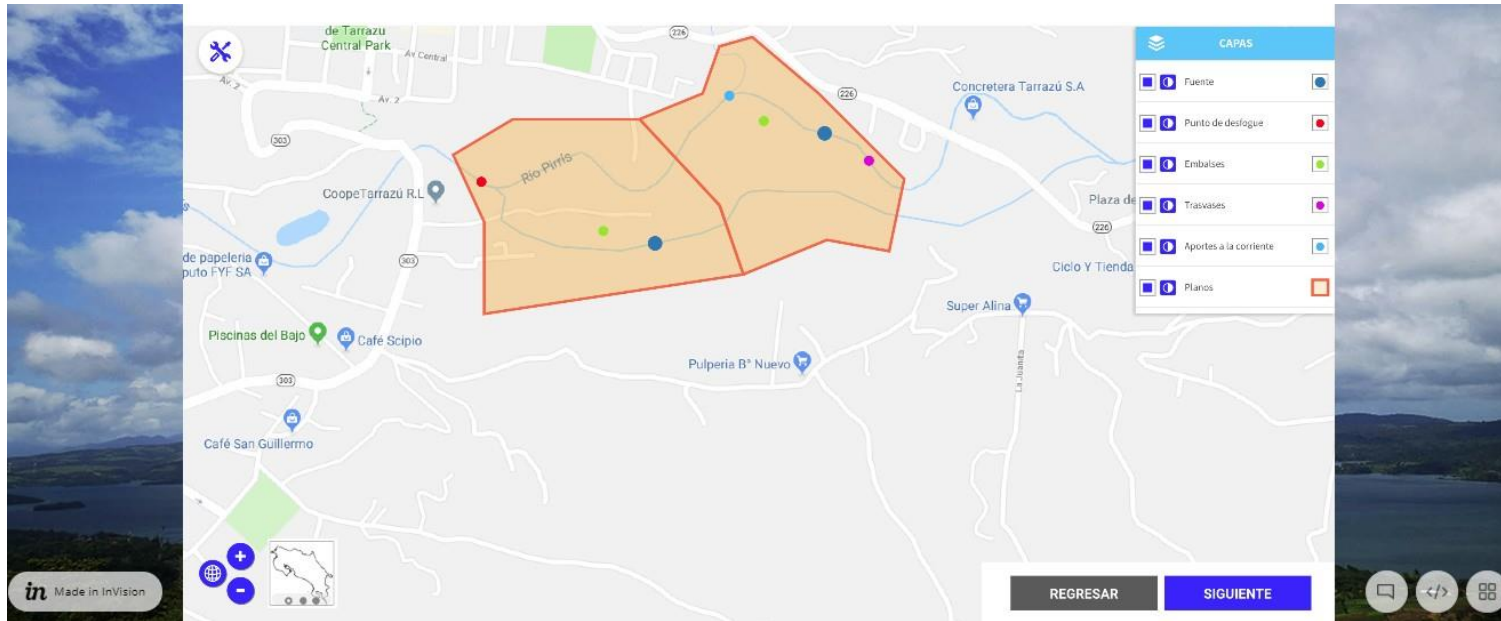 de Tarrazu
Central Park
Av Central
Av. 2
Av. 2
226
226
303
Concretera Tarrazú S.A
Rio Pirris
CoopeTarrazú R.L
Plaza de
226
de papeleria
puto FYF SA
303
Ciclo Y Tienda
Super Alina
Piscinas del Bajo
Café Scipio
Pulperia B° Nuevo
La Juanita
303
Café San Guillermo
CAPAS
Fuente
Punto de desfogue
Embalses
Trasvases
Aportes a la corriente
Planos
in Made in InVision
REGRESAR
SIGUIENTE